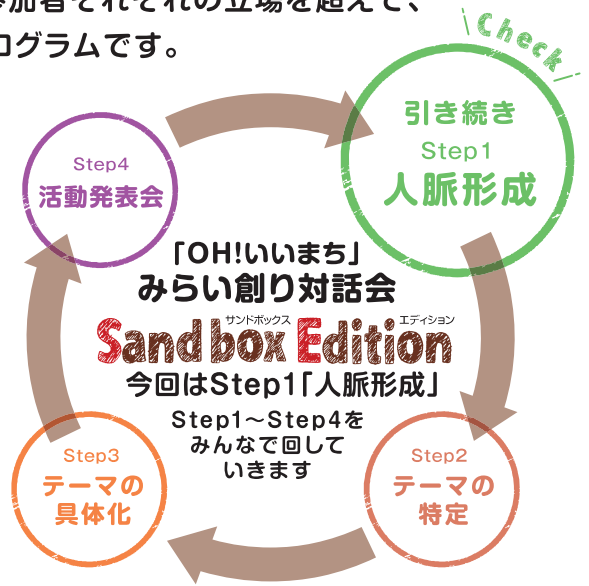 参加者それぞれの立場を超えて、
ログラムです。
Check
引き続き
Step1
人脈形成
Step4
活動発表会
「OH!いいまち」
みらい創り対話会
サンドボックス エディション
Sandbox Edition
今回はStep1「人脈形成」
Step1～Step4を
みんなで回して
いきます
Step3
テーマの
具体化
Step2
テーマの
特定